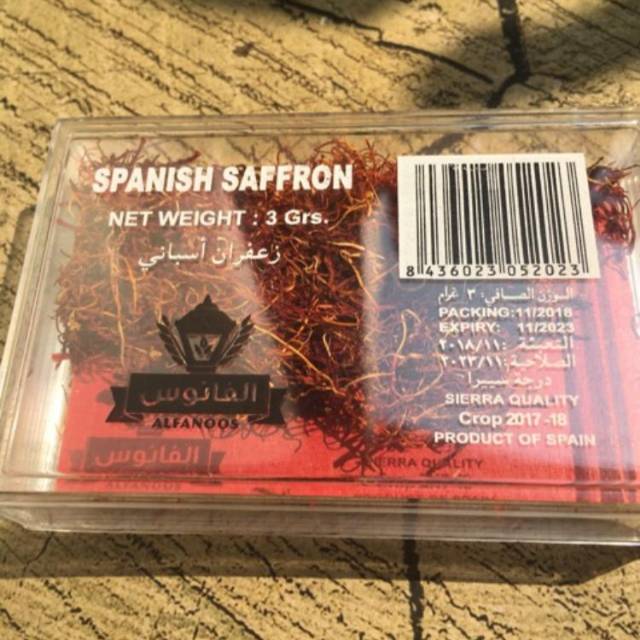 SPANISH SAFFRON
NET WEIGHT : 3 Grs.
زعفران أسباني
الفانوس
ALFANOOS
الفانوس
ALFANOOS
8 436023 052023
الوزن الصافي: ٣ غرام
PACKING:11/2018
EXPIRY: 11/2023
التعبئة: ٢٠١٨/١١
الصلاحية: ٢٠٢٣/١١
درجة سييرا
SIERRA QUALITY
Crop 2017-18
PRODUCT OF SPAIN
SIERRA QUALITY